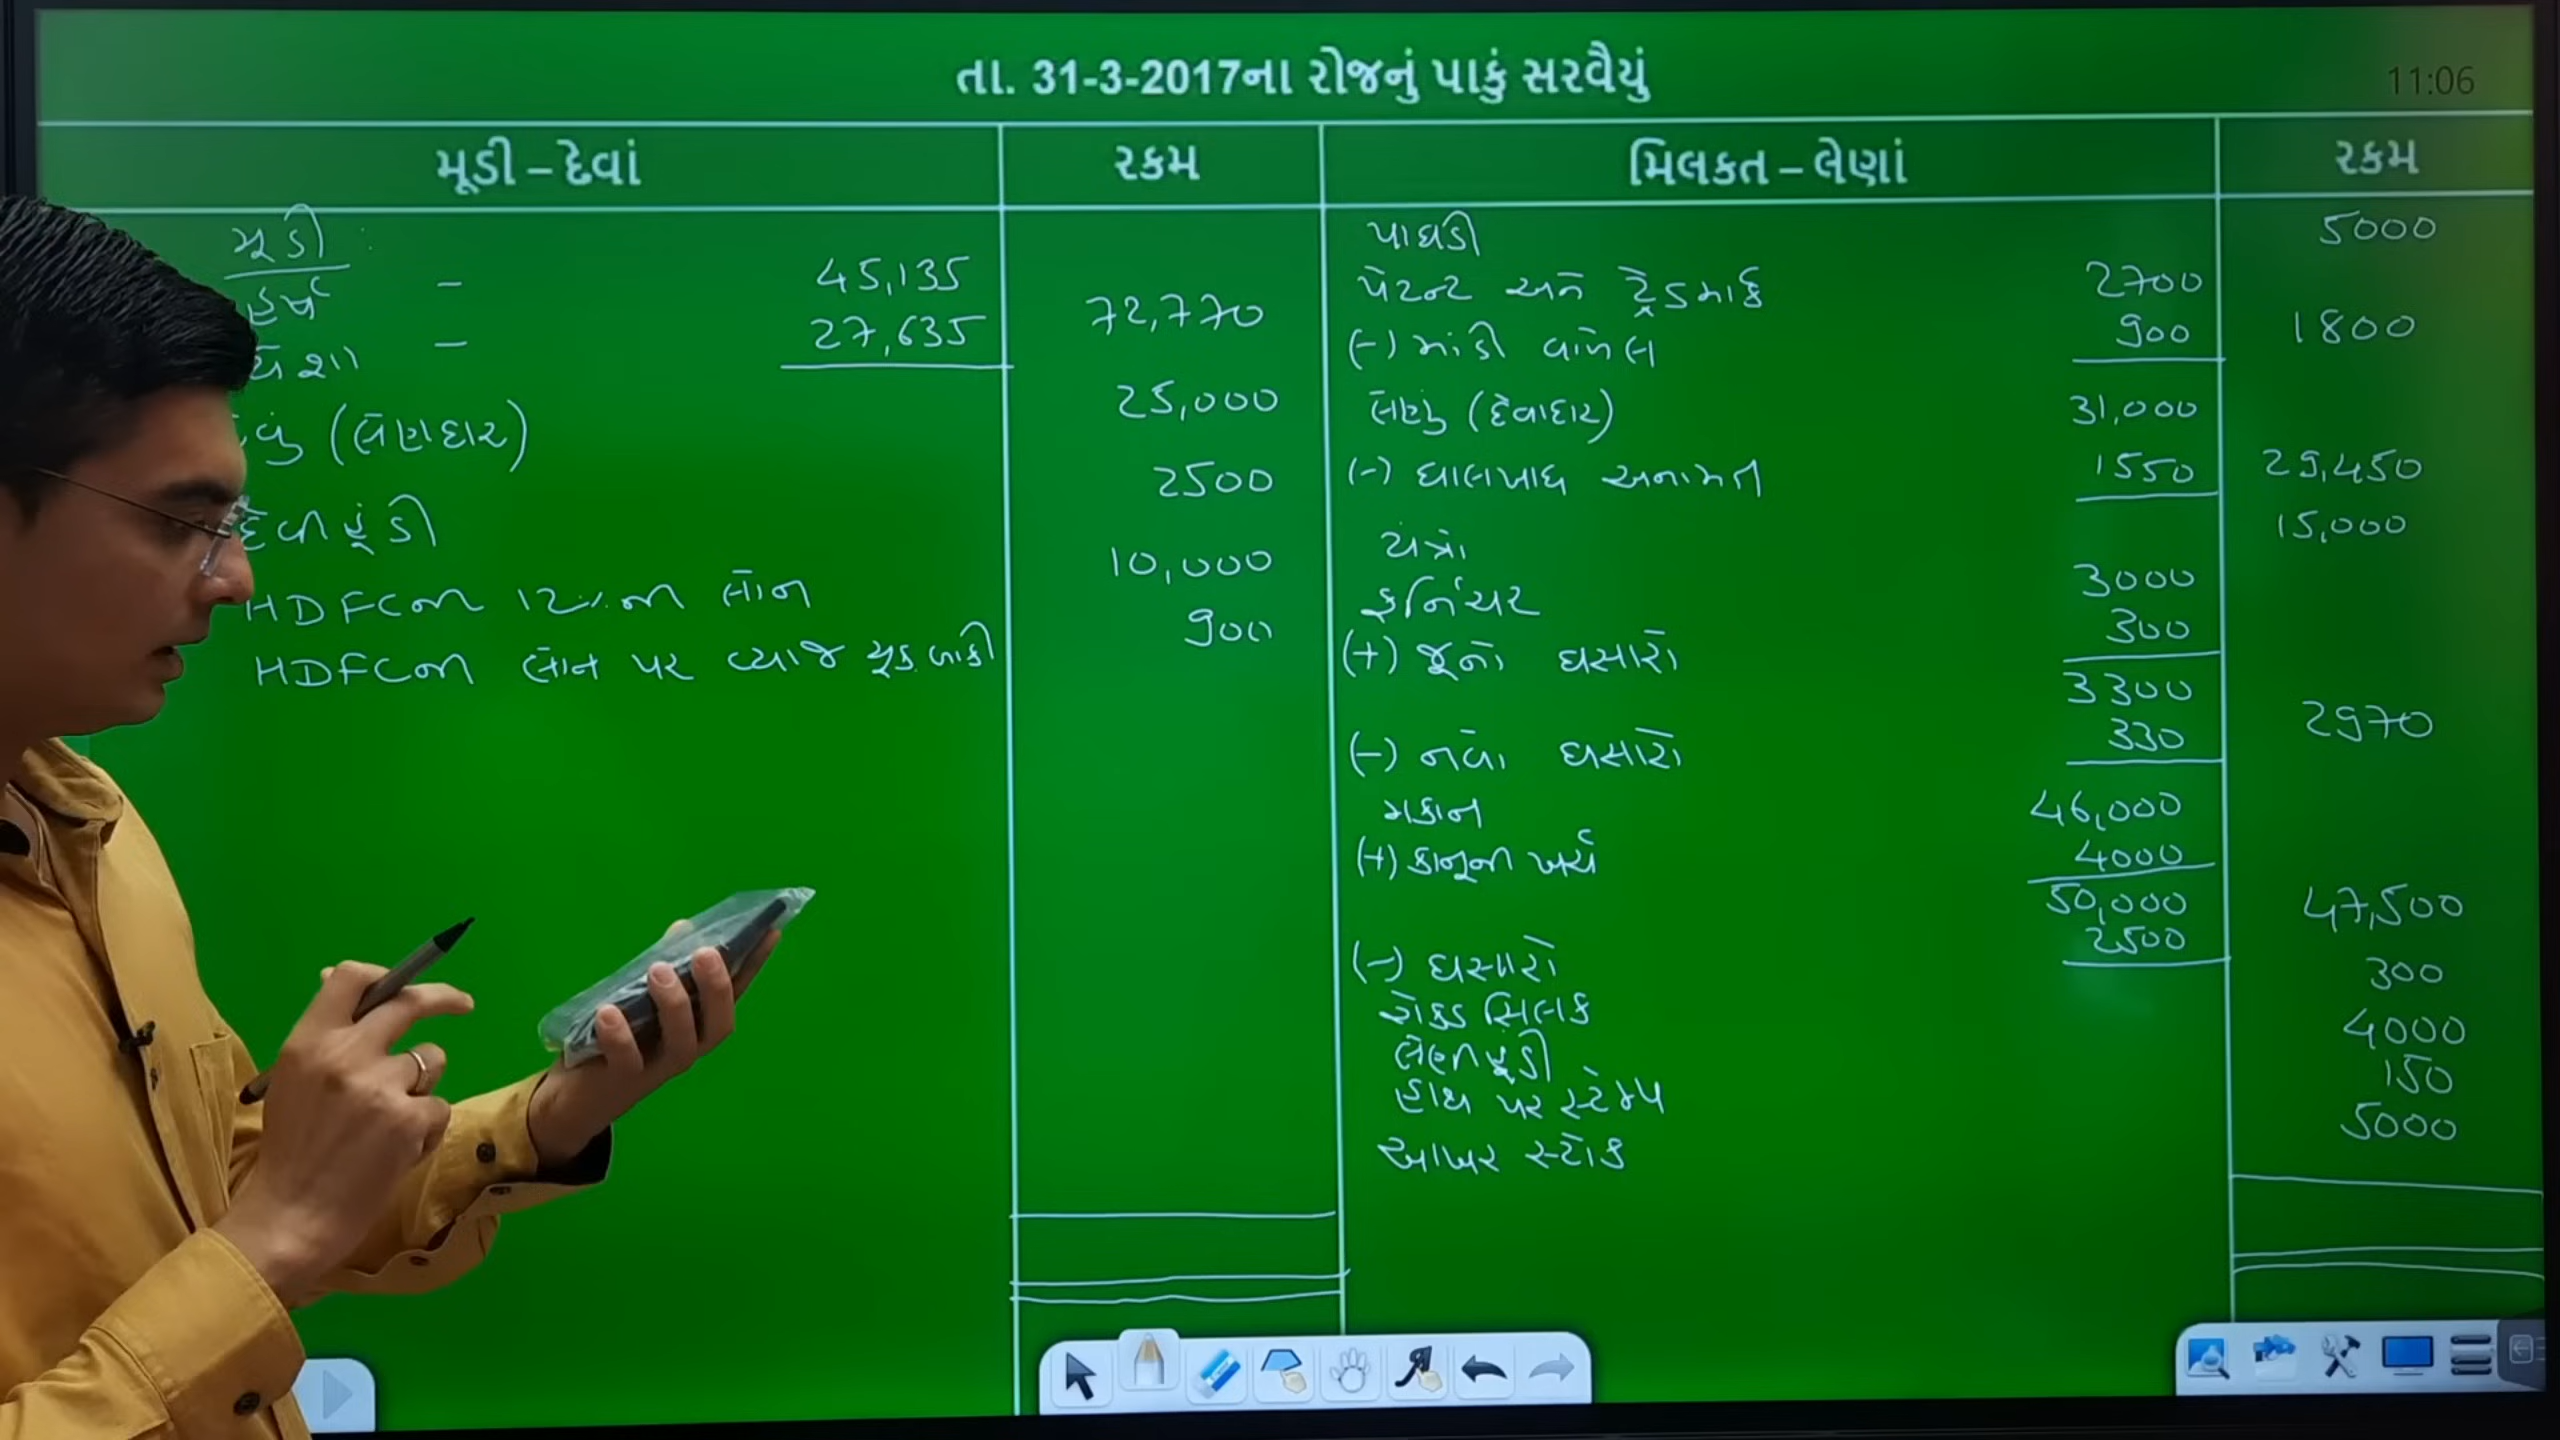 તા. 31-3-2017ના રોજનું પાકું સરવૈયું
11:06
મૂડી – દેવાં રકમ મિલકત – લેણાં રકમ
મૂડી :
હર્ષ – 45,135
– 27,635 72,770
(લેણદાર) 25,000
દેવીહૂંડી 2500
HDFCની 12%ની લોન 10,000
HDFCની લોન પર વ્યાજ ચૂક.બાકી 900
પાઘડી 5000
પેટન્ટ અને ટ્રેડમાર્ક 2700
(-) માંડી વાળેલ 900 1800
લેણું (દેવાદાર) 31,000
(-) ઘાલખાધ અનામત 1550 29,450
યંત્રો 15,000
ફર્નિચર 3000
(+) જૂનો ઘસારો 300
3300
(-) નવો ઘસારો 330 2970
મકાન 46,000
(+) કાનૂની ખર્ચ 4000
50,000
(-) ઘસારો 2500 47,500
રોકડ સિલક 300
લેણીહૂંડી 4000
હાથ પર સ્ટેમ્પ 150
આખર સ્ટોક 5000